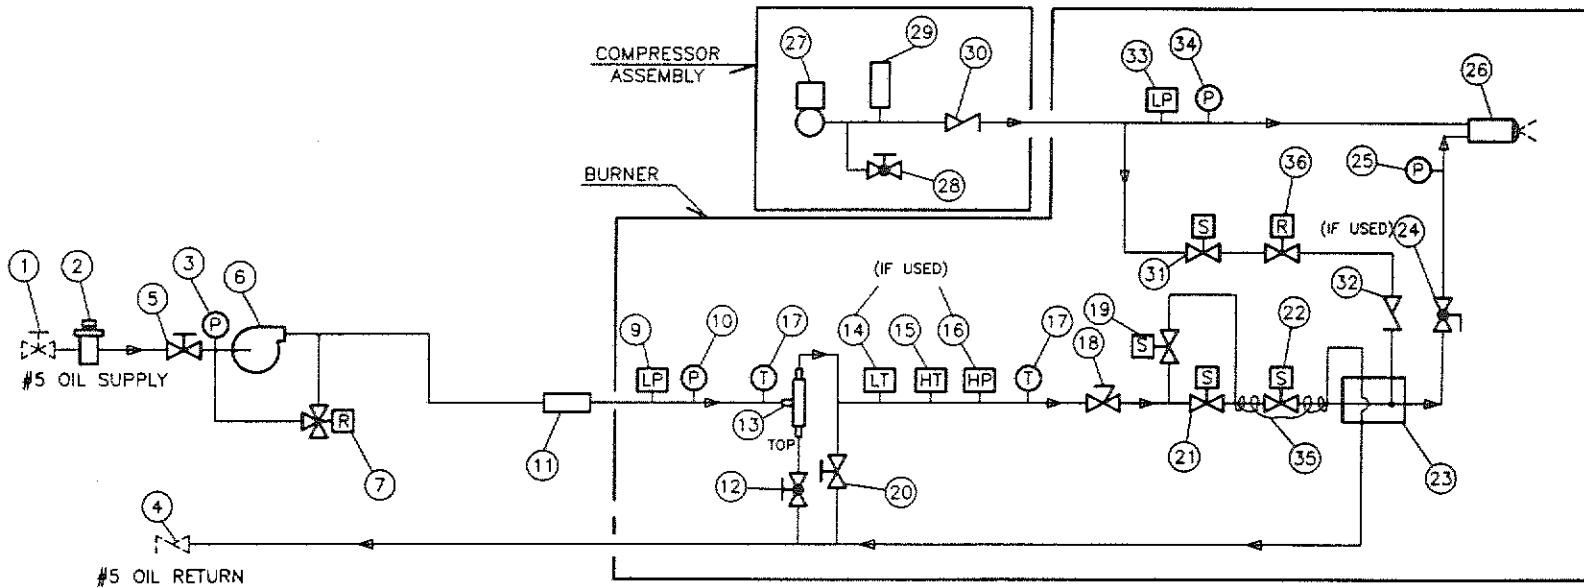 27
29
30
COMPRESSOR
ASSEMBLY
28
33
34
LP
P
26
25
P
36
BURNER
S
R
(IF USED)
24
31
32
1
2
3
5
6
P
#5 OIL SUPPLY
R
7
9
10
17
LP
P
T
11
13
TOP
12
20
(IF USED)
14
15
16
17
LT
HT
HP
T
18
19
S
22
S
S
21
35
23
4
#5 OIL RETURN